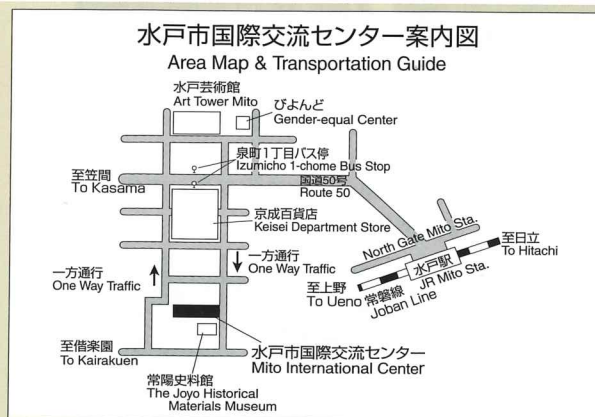 水戸市国際交流センター案内図
Area Map & Transportation Guide
水戸芸術館
Art Tower Mito
びよんど
Gender-equal Center
泉町1丁目バス停
Izumicho 1-chome Bus Stop
至笠間
To Kasama
国道50号
Route 50
京成百貨店
Keisei Department Store
North Gate Mito Sta.
至日立
To Hitachi
水戸駅
JR Mito Sta.
一方通行
One Way Traffic
一方通行
One Way Traffic
至上野
To Ueno
常磐線
Joban Line
至偕楽園
To Kairakuen
水戸市国際交流センター
Mito International Center
常陽史料館
The Joyo Historical
Materials Museum